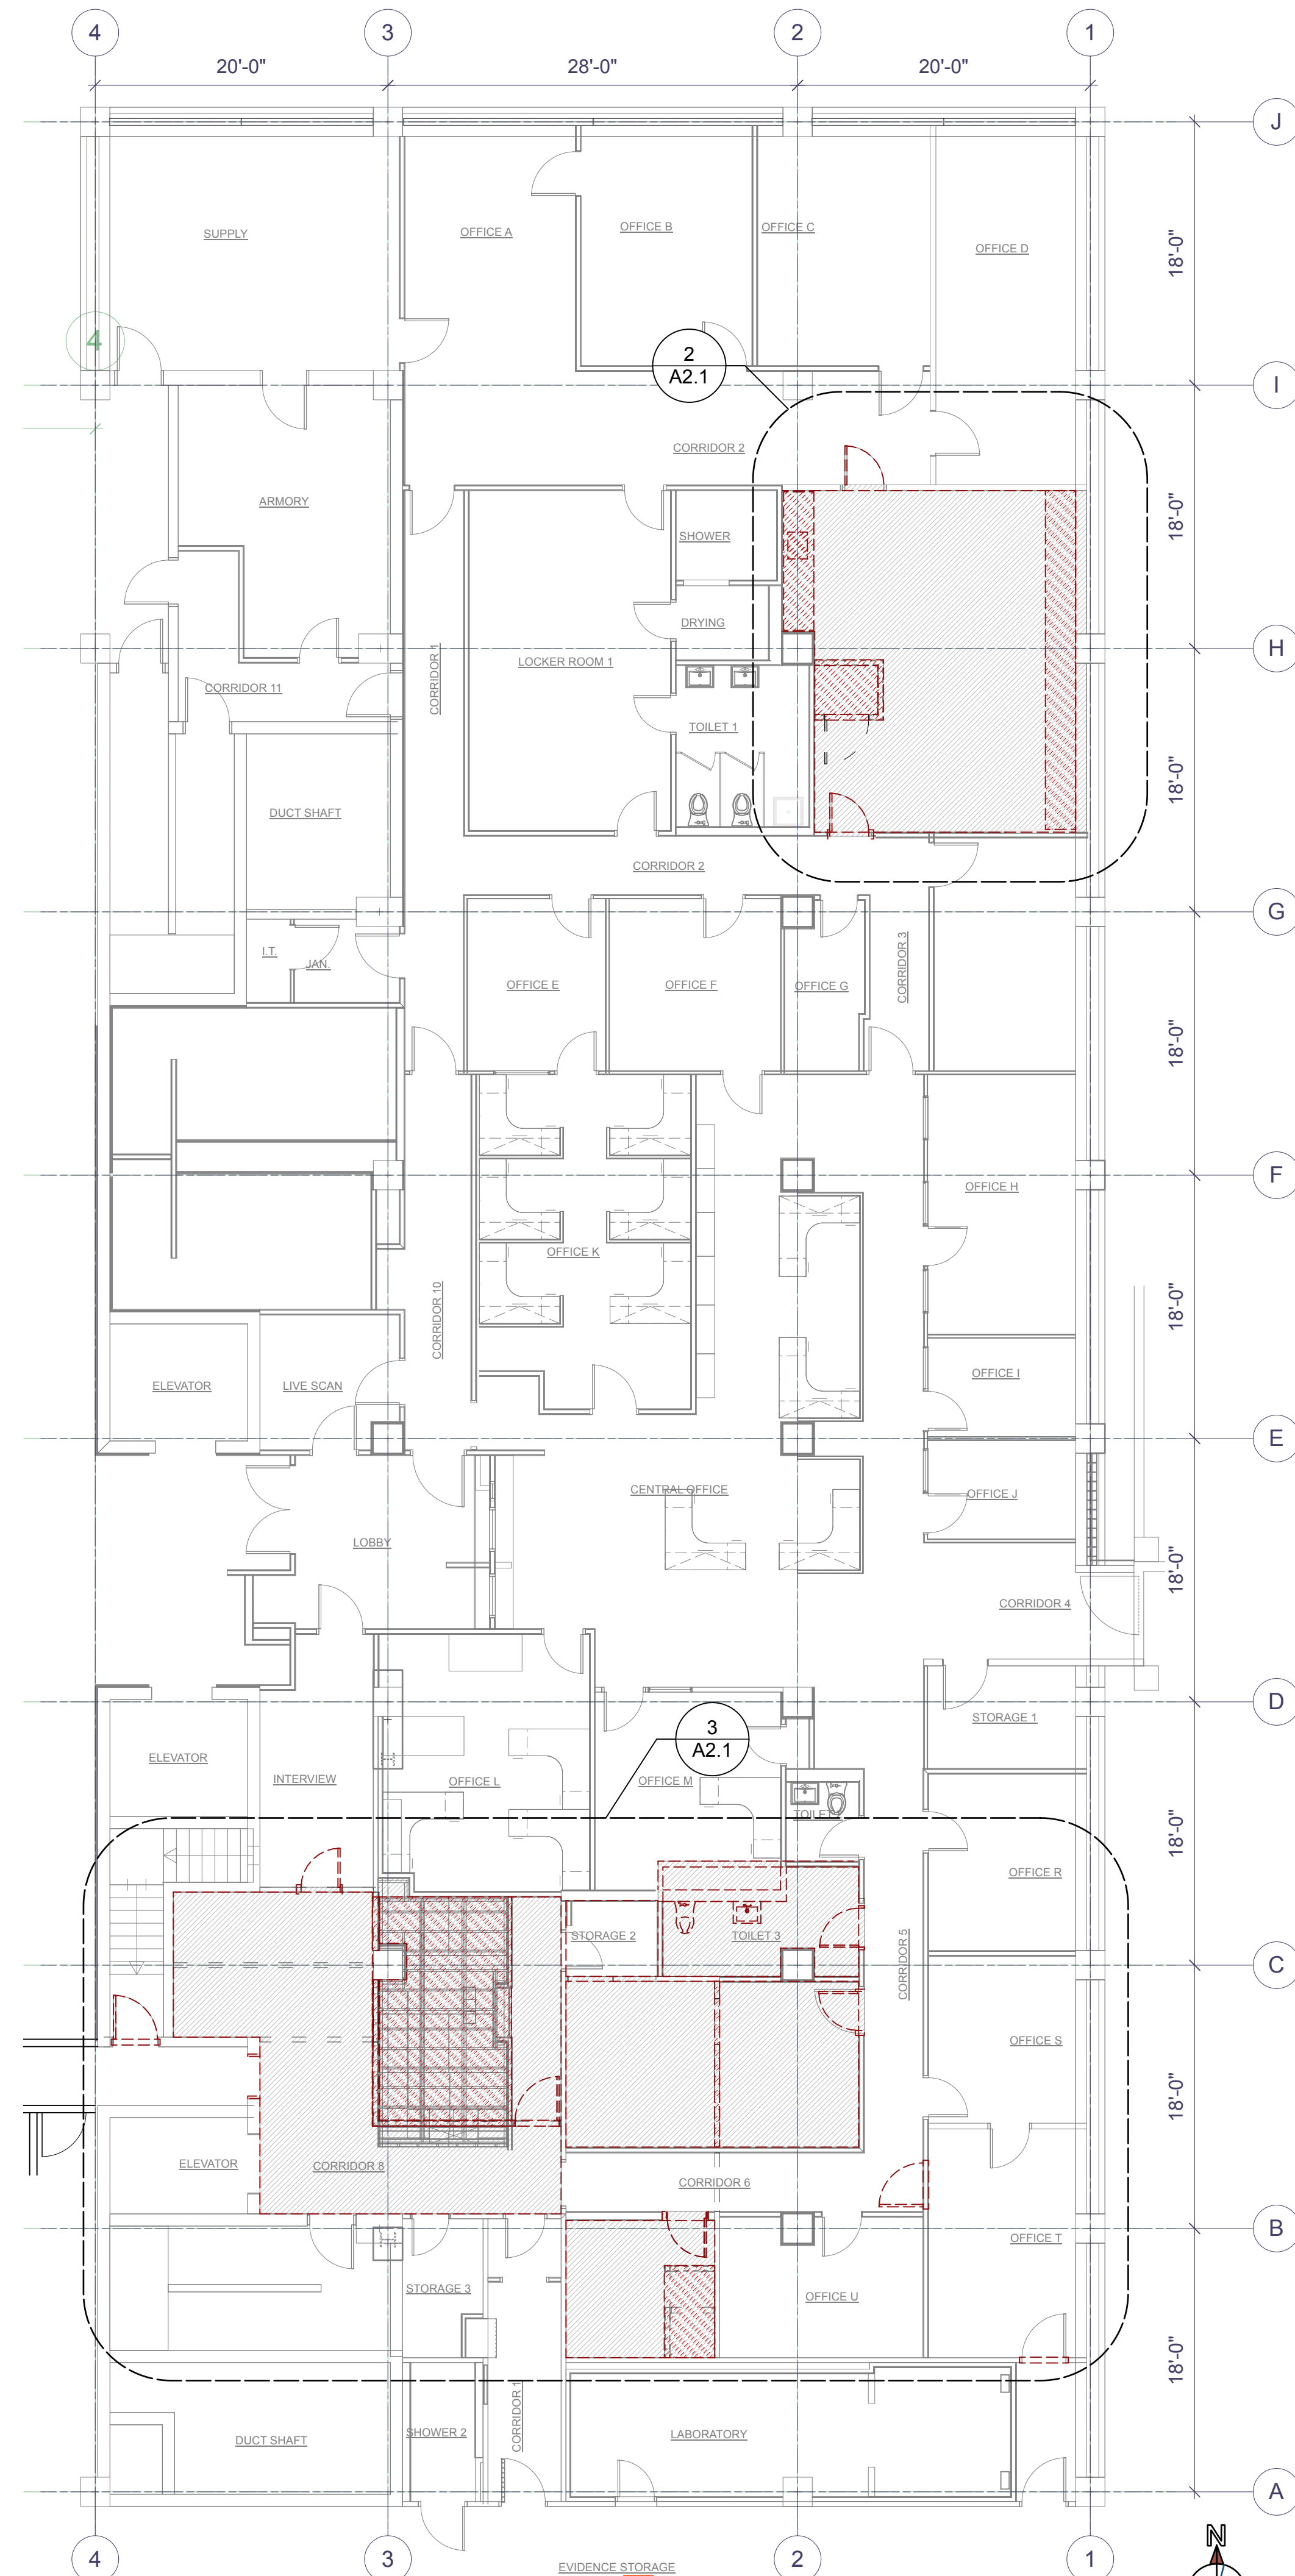 4
3
2
1
20'-0"
28'-0"
20'-0"
J
SUPPLY
OFFICE A
OFFICE B
OFFICE C
OFFICE D
18'-0"
4
2
A2.1
I
CORRIDOR 2
ARMORY
18'-0"
SHOWER
DRYING
H
LOCKER ROOM 1
CORRIDOR 1
CORRIDOR 11
TOILET 1
18'-0"
DUCT SHAFT
CORRIDOR 2
G
I.T.
JAN.
OFFICE E
OFFICE F
OFFICE G
CORRIDOR 3
18'-0"
F
OFFICE H
OFFICE K
CORRIDOR 10
18'-0"
ELEVATOR
LIVE SCAN
OFFICE I
E
CENTRAL OFFICE
OFFICE J
LOBBY
18'-0"
CORRIDOR 4
D
STORAGE 1
3
A2.1
ELEVATOR
INTERVIEW
OFFICE L
OFFICE M
TOILET
18'-0"
OFFICE R
STORAGE 2
TOILET 3
CORRIDOR 5
C
OFFICE S
18'-0"
ELEVATOR
CORRIDOR 8
CORRIDOR 6
B
OFFICE T
STORAGE 3
OFFICE U
18'-0"
DUCT SHAFT
SHOWER 2
CORRIDOR 1
LABORATORY
A
N
4
3
2
1
EVIDENCE STORAGE